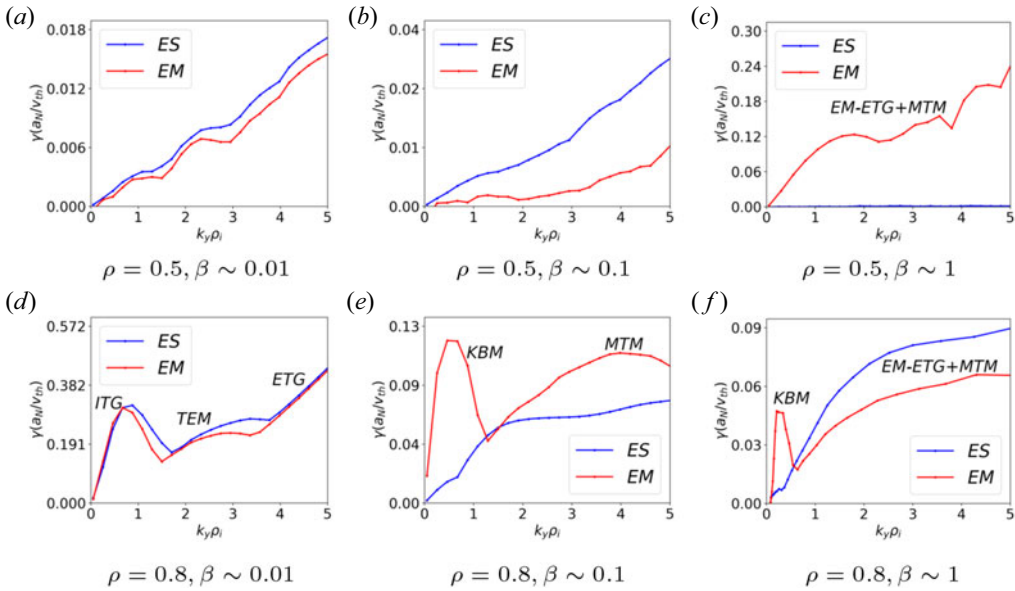 (a)
γ(a_N/v_th)
0.018
0.012
0.006
0.000
ES
EM
0 1 2 3 4 5
k_yρ_i
ρ = 0.5, β ∼ 0.01
(b)
γ(a_N/v_th)
0.04
0.02
0.01
0.00
ES
EM
0 1 2 3 4 5
k_yρ_i
ρ = 0.5, β ∼ 0.1
(c)
γ(a_N/v_th)
0.30
0.24
0.18
0.12
0.06
0.00
ES
EM
EM-ETG+MTM
0 1 2 3 4 5
k_yρ_i
ρ = 0.5, β ∼ 1
(d)
γ(a_N/v_th)
0.572
0.382
0.191
0.000
ES
EM
ITG
TEM
ETG
0 1 2 3 4 5
k_yρ_i
ρ = 0.8, β ∼ 0.01
(e)
γ(a_N/v_th)
0.13
0.09
0.04
0.00
KBM
MTM
ES
EM
0 1 2 3 4 5
k_yρ_i
ρ = 0.8, β ∼ 0.1
(f)
γ(a_N/v_th)
0.09
0.06
0.03
0.00
KBM
EM-ETG+MTM
ES
EM
0 1 2 3 4 5
k_yρ_i
ρ = 0.8, β ∼ 1